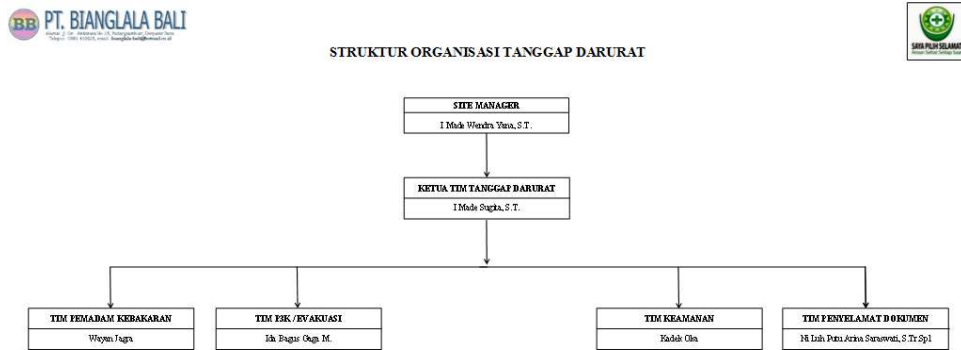 BB PT. BIANGLALA BALI
STRUKTUR ORGANISASI TANGGAP DARURAT
SAYA PILIH SELAMAT
SITE MANAGER
I Made Wendra Yana, S.T.
KETUA TIM TANGGAP DARURAT
I Made Sugita, S.T.
TIM PEMADAM KEBAKARAN
Wayan Jagra
TIM P3K / EVAKUASI
Ida Bagus Gaga M.
TIM KEAMANAN
Kadek Oka
TIM PENYELAMAT DOKUMEN
Ni Luh Putu Arina Saraswati, S.Tr.Spl